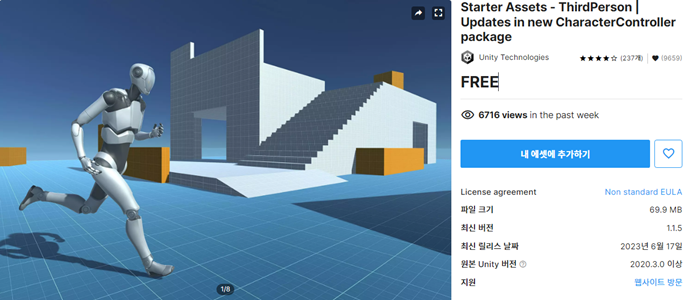 Starter Assets - ThirdPerson |
Updates in new CharacterController
package
Unity Technologies
(237개)
(9659)
FREE
6716 views in the past week
내 에셋에 추가하기
License agreement
Non standard EULA
파일 크기
69.9 MB
최신 버전
1.1.5
최신 릴리스 날짜
2023년 6월 17일
원본 Unity 버전
2020.3.0 이상
지원
웹사이트 방문
1/8